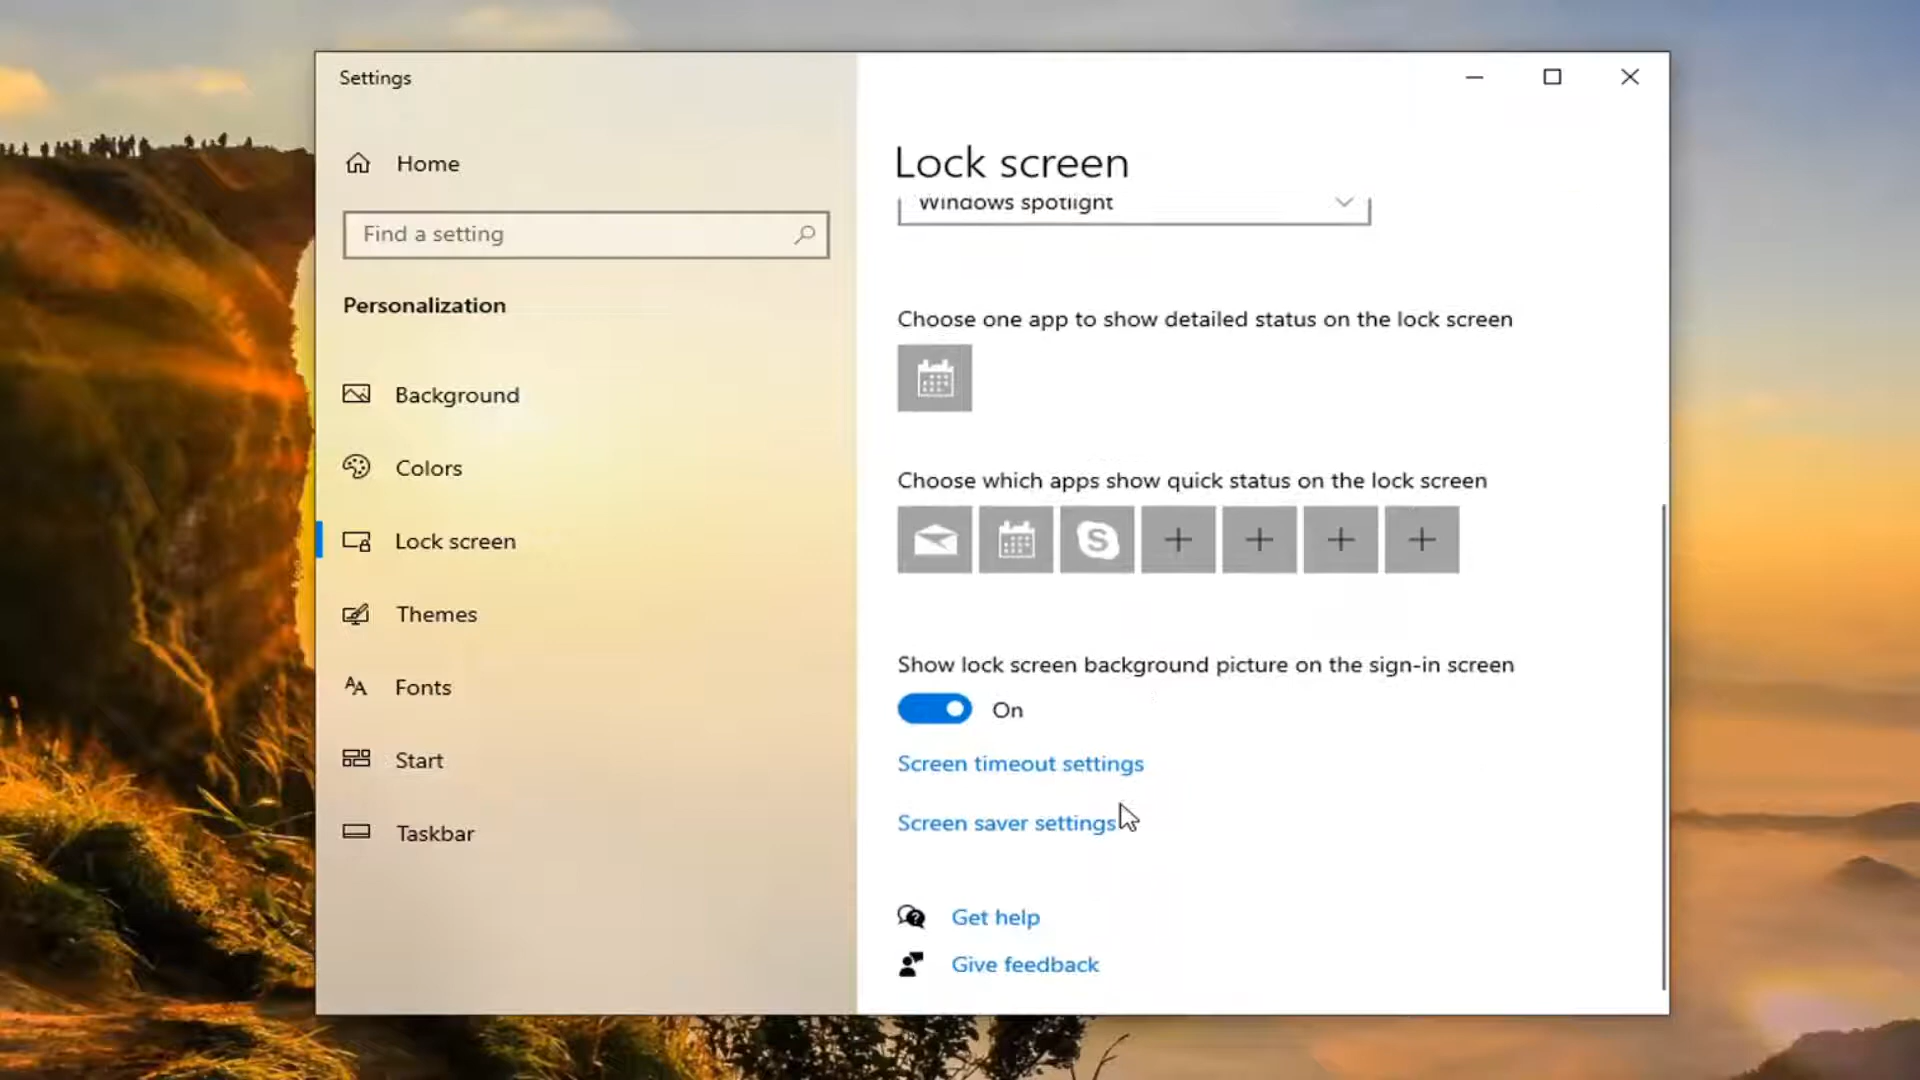 Settings
Home
Find a setting
Personalization
Background
Colors
Lock screen
Themes
Fonts
Start
Taskbar
Lock screen
Windows spotlight
Choose one app to show detailed status on the lock screen
Choose which apps show quick status on the lock screen
Show lock screen background picture on the sign-in screen
On
Screen timeout settings
Screen saver settings
Get help
Give feedback